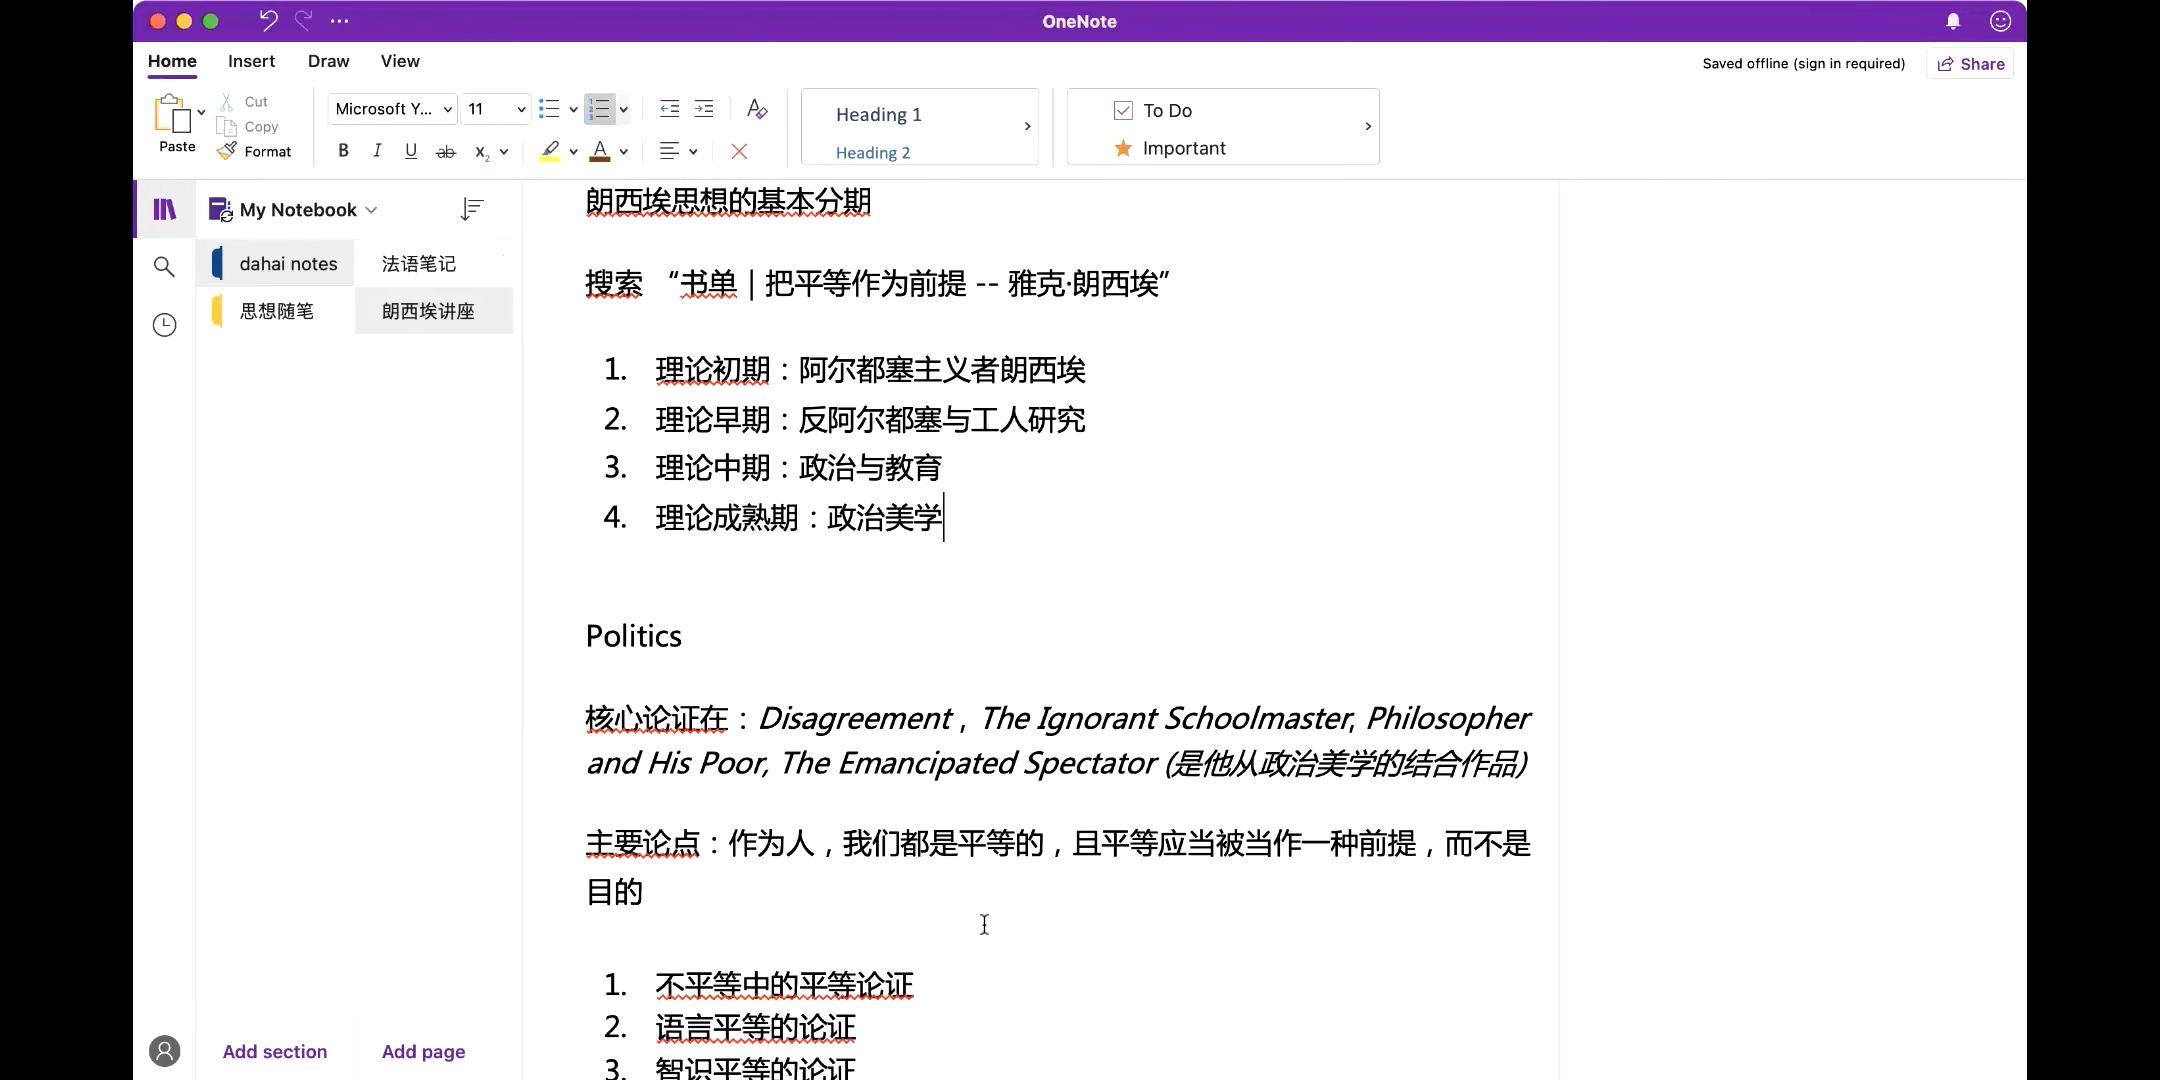 OneNote
Home Insert Draw View
Saved offline (sign in required) Share
Paste
Cut
Copy
Format
Microsoft Y... 11
B I U ab x₂ A
Heading 1
Heading 2
To Do
Important
My Notebook
dahai notes
思想随笔
法语笔记
朗西埃讲座
朗西埃思想的基本分期
搜索 “书单 | 把平等作为前提 -- 雅克·朗西埃”
1. 理论初期：阿尔都塞主义者朗西埃
2. 理论早期：反阿尔都塞与工人研究
3. 理论中期：政治与教育
4. 理论成熟期：政治美学
Politics
核心论证在：Disagreement，The Ignorant Schoolmaster, Philosopher
and His Poor, The Emancipated Spectator (是他从政治美学的结合作品)
主要论点：作为人，我们都是平等的，且平等应当被当作一种前提，而不是
目的
1. 不平等中的平等论证
2. 语言平等的论证
3. 智识平等的论证
Add section Add page